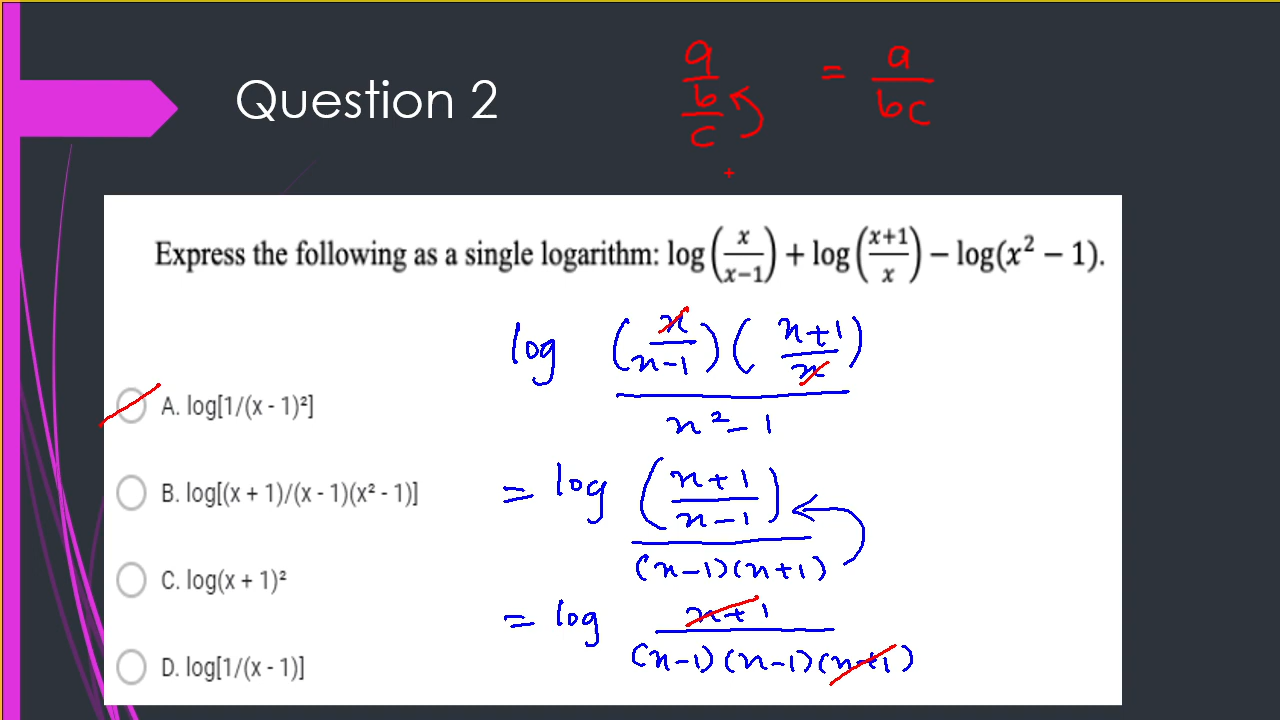 Question 2
a/b/c = a/bc
Express the following as a single logarithm: log(x/x−1) + log(x+1/x) − log(x² − 1).
log (x/x−1)(x+1/x)/x²−1
A. log[1/(x - 1)²]
= log (x+1/x−1)/(x−1)(x+1)
B. log[(x + 1)/(x - 1)(x² - 1)]
C. log(x + 1)²
= log x+1/(x−1)(x−1)(x+1)
D. log[1/(x - 1)]